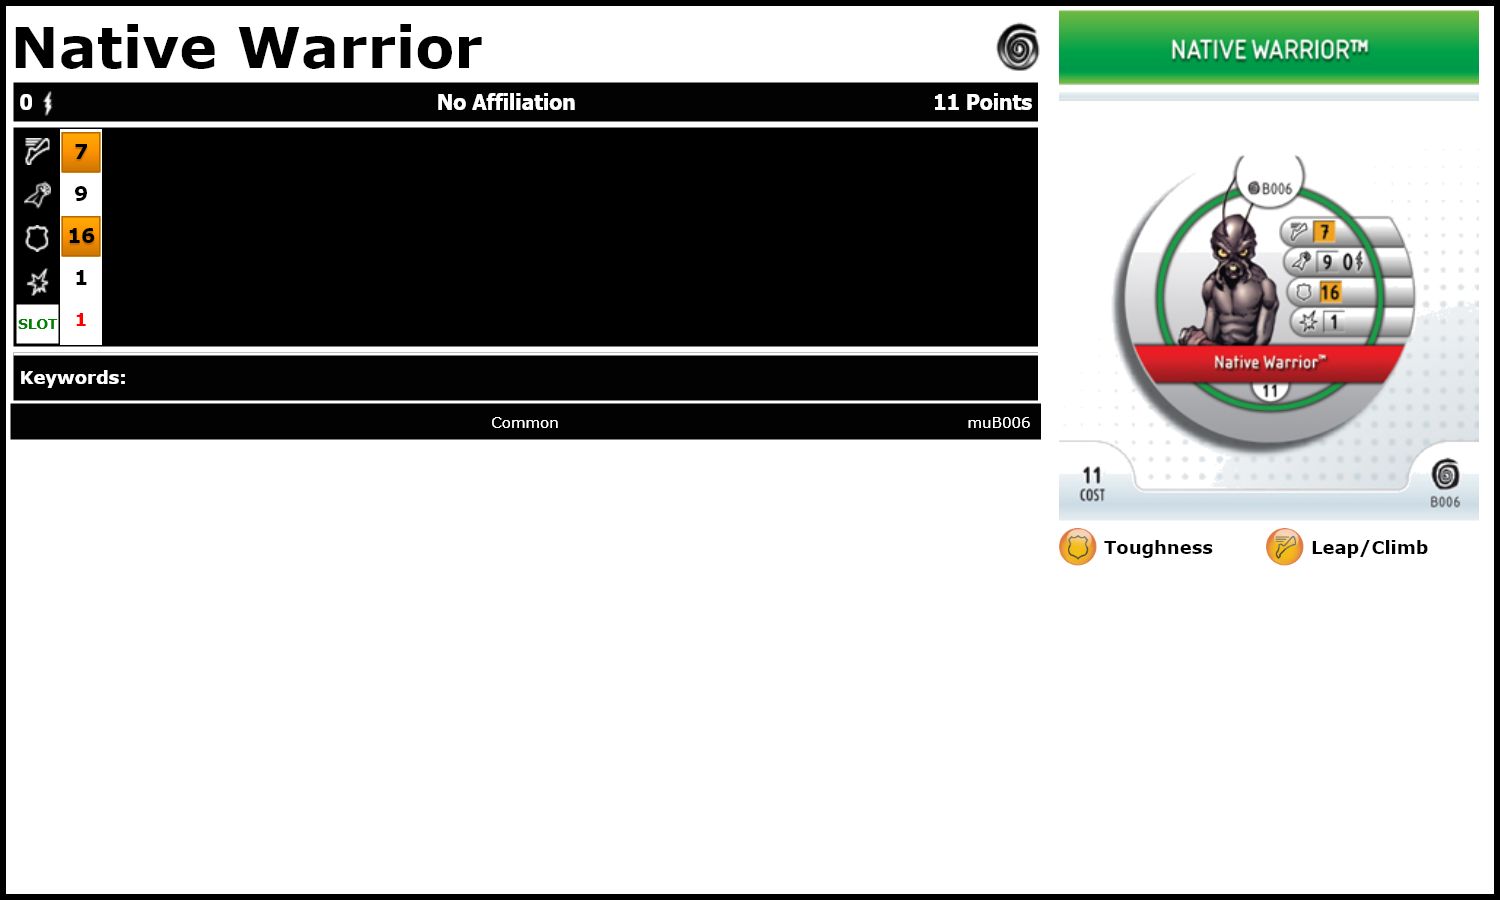 Native Warrior
0 No Affiliation 11 Points
7
9
16
1
SLOT 1
Keywords:
Common muB006
NATIVE WARRIOR™
B006
7
9 0
16
1
Native Warrior™
11
11
COST
B006
Toughness Leap/Climb